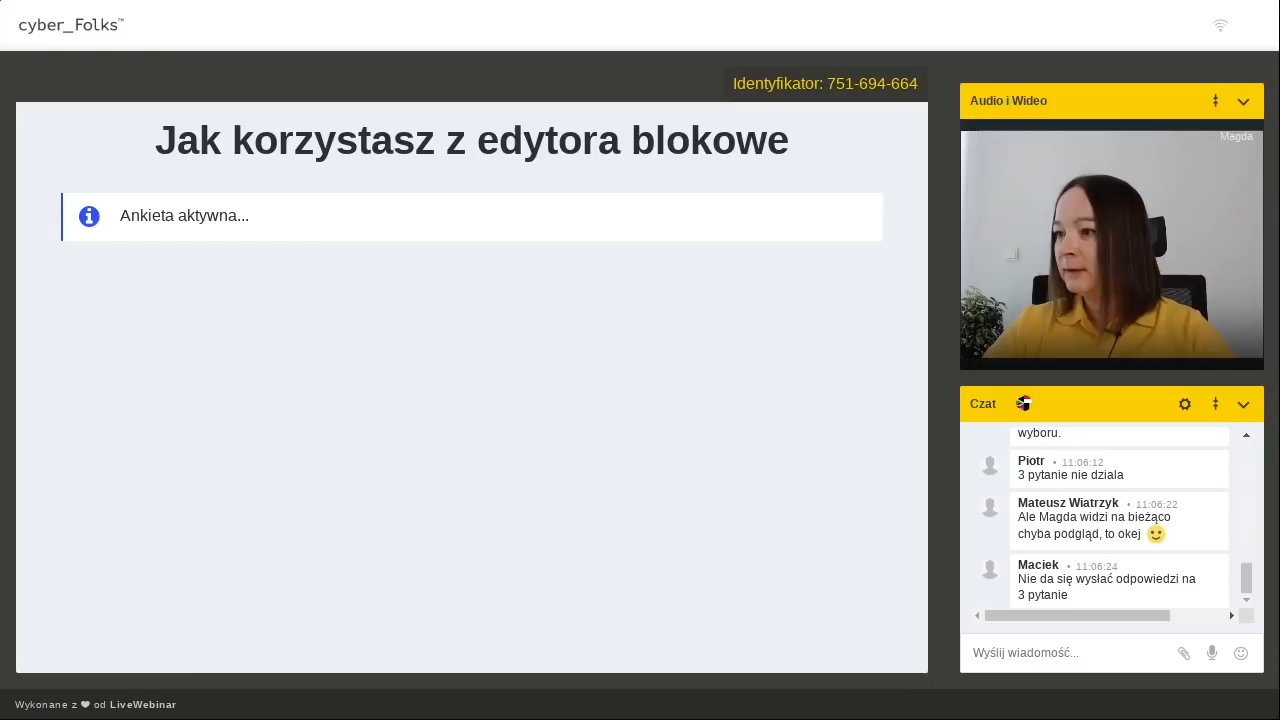 cyber_Folks™
Identyfikator: 751-694-664
Jak korzystasz z edytora blokowe
Ankieta aktywna...
Audio i Wideo
Magda
Czat
wyboru.
Piotr • 11:06:12
3 pytanie nie dziala
Mateusz Wiatrzyk • 11:06:22
Ale Magda widzi na bieżąco
chyba podgląd, to okej
Maciek • 11:06:24
Nie da się wysłać odpowiedzi na
3 pytanie
Wyślij wiadomość...
Wykonane z ❤ od LiveWebinar